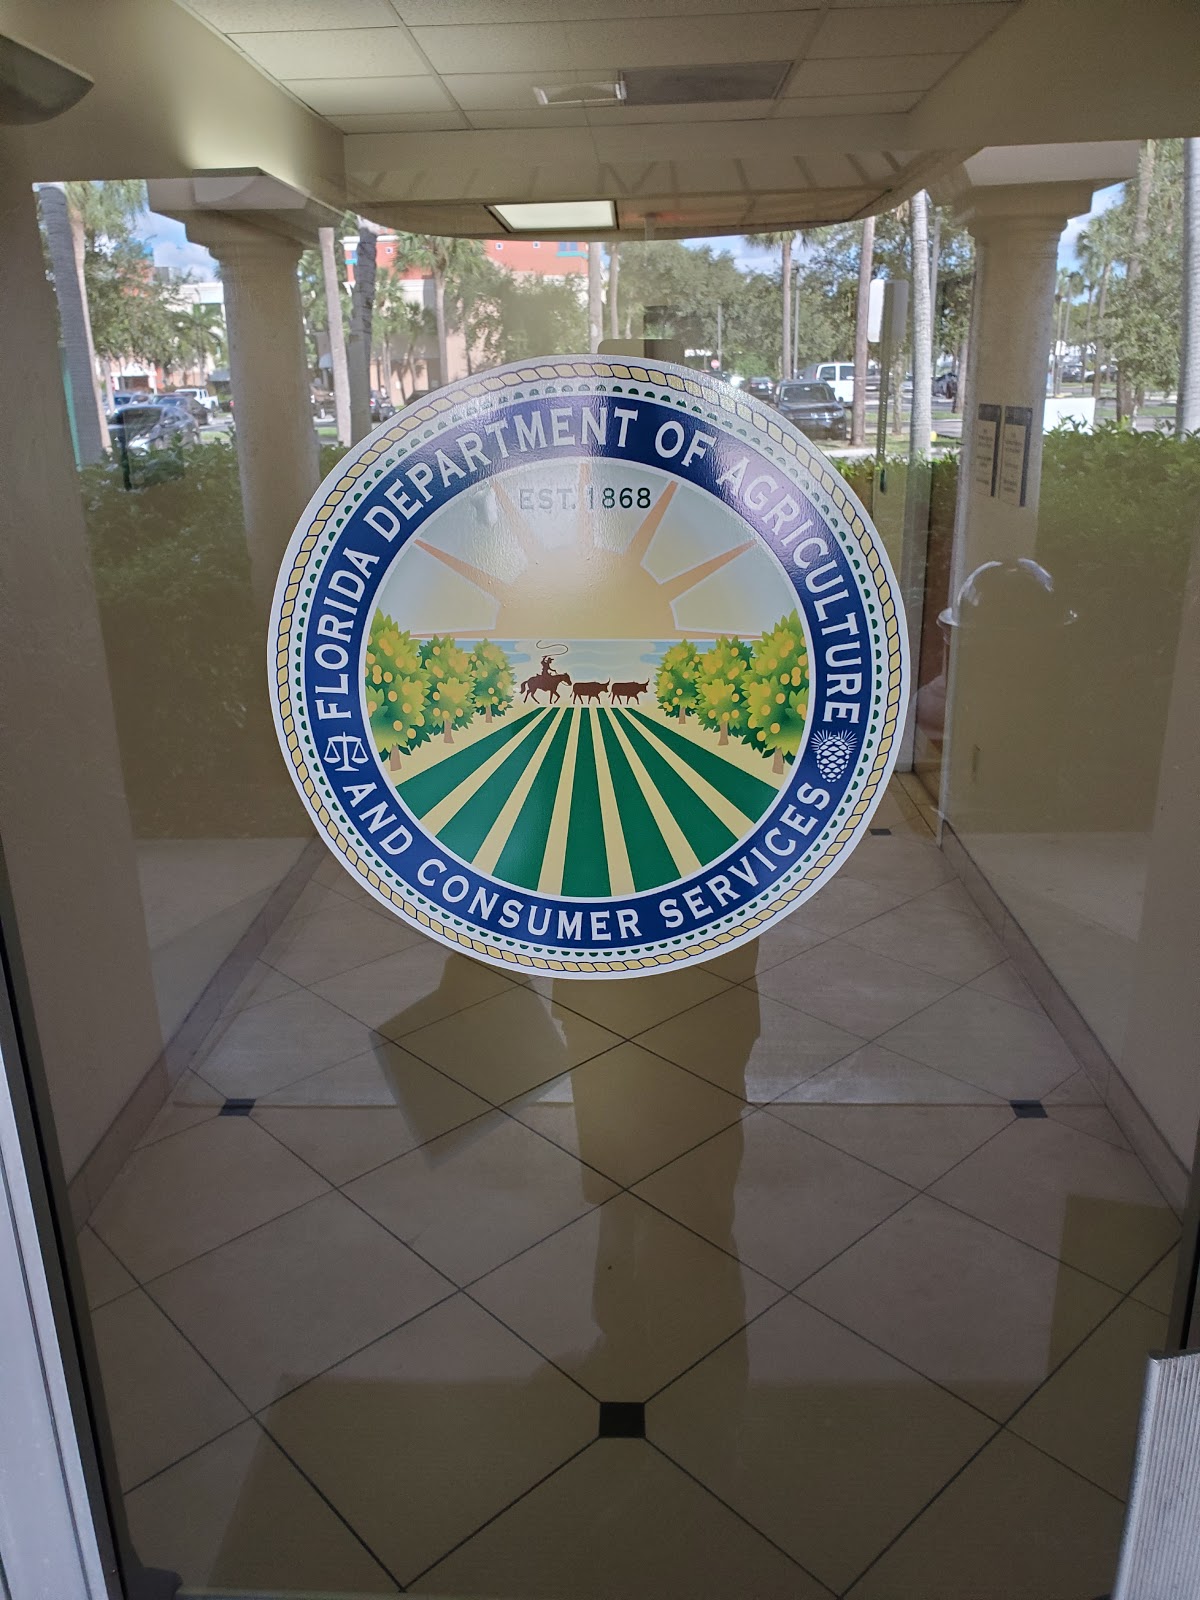 FLORIDA DEPARTMENT OF AGRICULTURE
EST. 1868
AND CONSUMER SERVICES